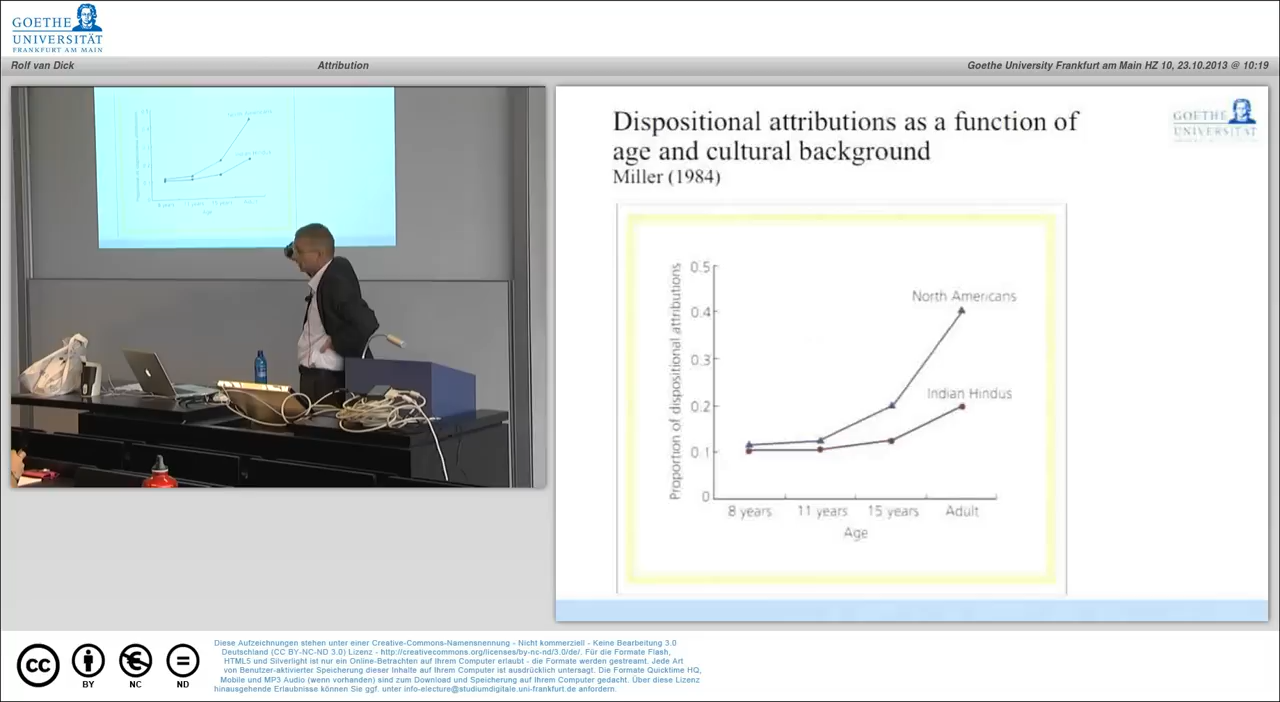 GOETHE
UNIVERSITÄT
FRANKFURT AM MAIN
Rolf van Dick
Attribution
Goethe University Frankfurt am Main HZ 10, 23.10.2013 @ 10:19
Dispositional attributions as a function of
age and cultural background
Miller (1984)
GOETHE
UNIVERSITÄT
Proportion of dispositional attributions
0.5
0.4
0.3
0.2
0.1
0
North Americans
Indian Hindus
8 years
11 years
15 years
Adult
Age
cc
BY
NC
ND
Diese Aufzeichnungen stehen unter einer Creative-Commons-Namensnennung - Nicht kommerziell - Keine Bearbeitung 3.0
Deutschland (CC BY-NC-ND 3.0) Lizenz - http://creativecommons.org/licenses/by-nc-nd/3.0/de/. Für die Formate Flash,
HTML5 und Silverlight ist nur ein Online-Betrachten auf Ihrem Computer erlaubt - die Formate werden gestreamt. Jede Art
von Benutzer-aktivierter Speicherung dieser Inhalte auf Ihrem Computer ist ausdrücklich untersagt. Die Formate Quicktime HQ,
Mobile und MP3 Audio (wenn vorhanden) sind zum Download und Speicherung auf Ihrem Computer gedacht. Über diese Lizenz
hinausgehende Erlaubnisse können Sie ggf. unter info-electure@studiumdigitale.uni-frankfurt.de anfordern.